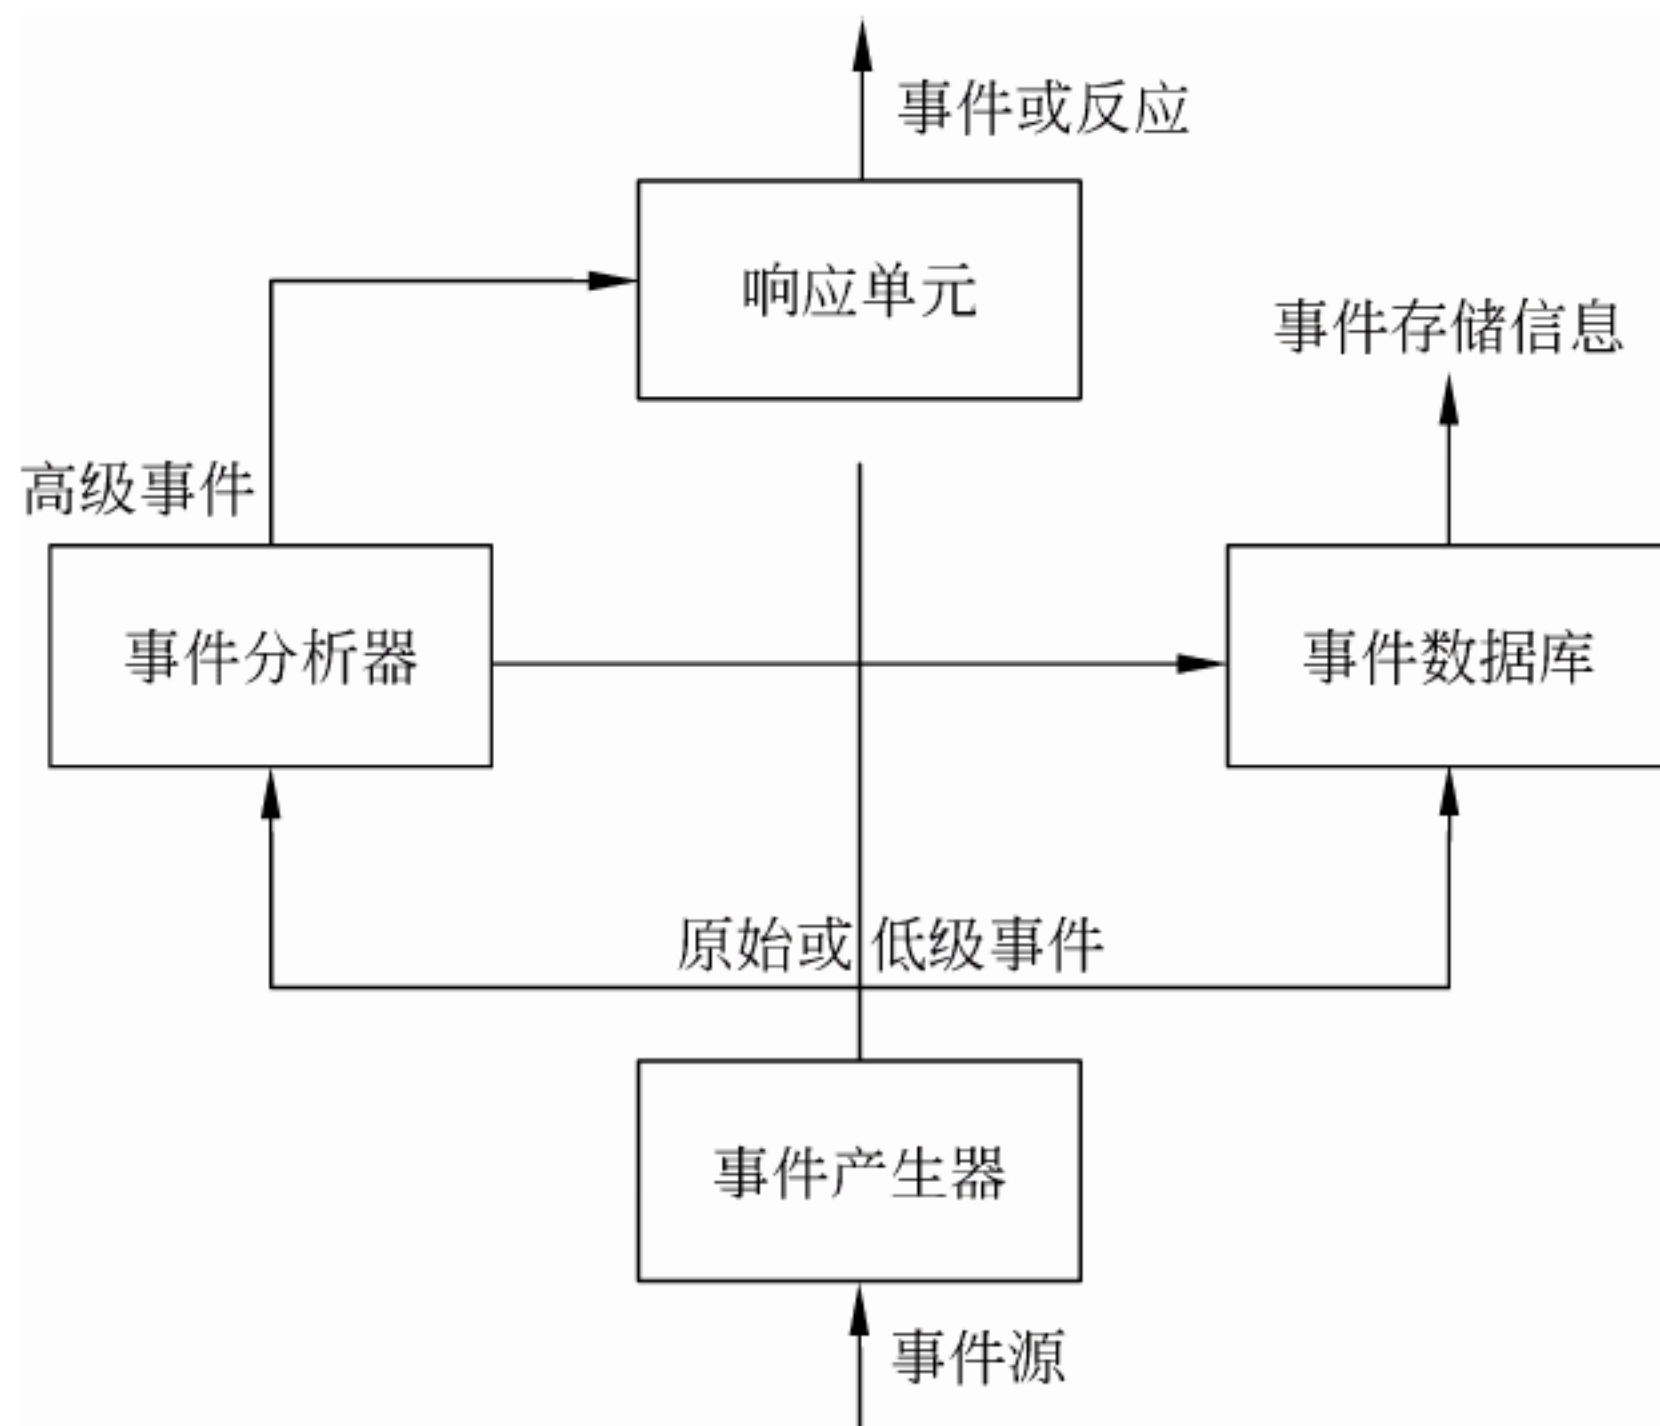 事件或反应
响应单元
事件存储信息
高级事件
事件分析器
事件数据库
原始或 低级事件
事件产生器
事件源